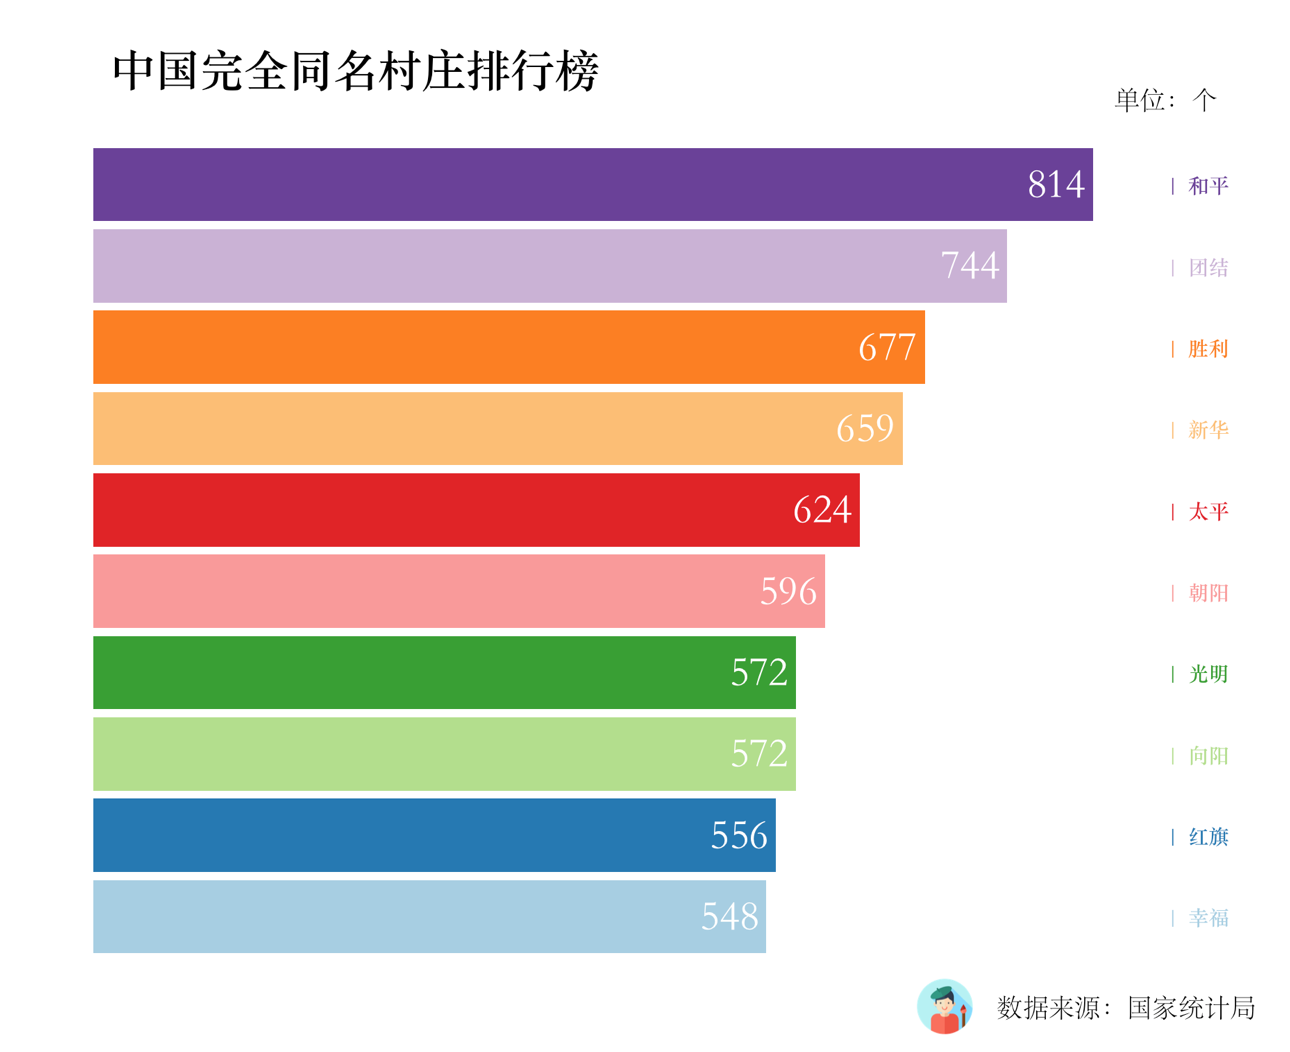 中国完全同名村庄排行榜
单位：个
814 | 和平
744 | 团结
677 | 胜利
659 | 新华
624 | 太平
596 | 朝阳
572 | 光明
572 | 向阳
556 | 红旗
548 | 幸福
数据来源：国家统计局